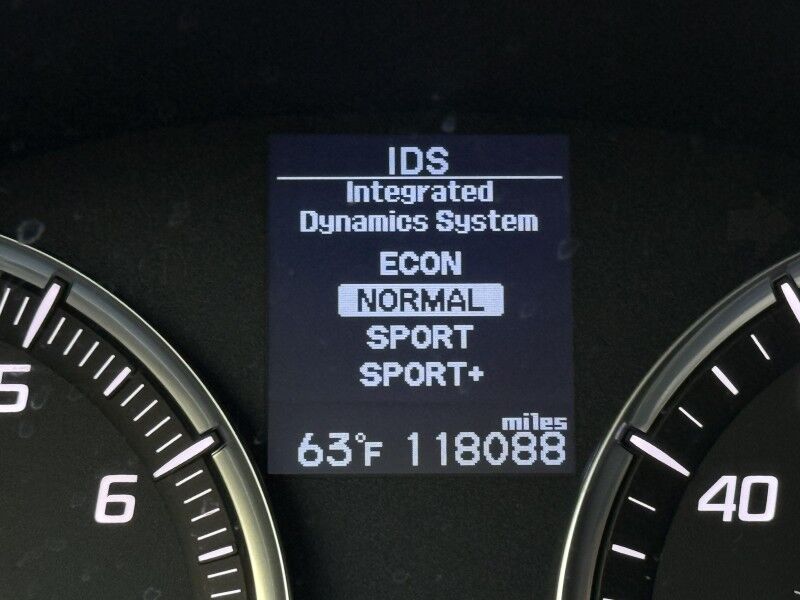 IDS
Integrated
Dynamics System
ECON
NORMAL
SPORT
SPORT+
miles
63°F 118088
5
6
40